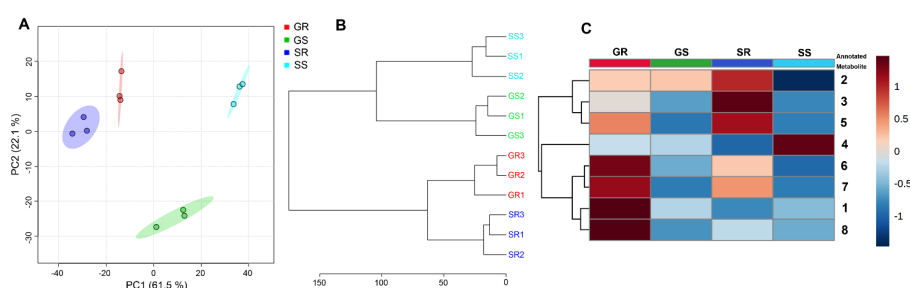 A
GR
GS
SR
SS
PC2 (22.1 %)
20
10
0
-10
-20
-30
-40
-20
0
20
40
PC1 (61.5 %)
B
SS3
SS1
SS2
GS2
GS1
GS3
GR3
GR2
GR1
SR3
SR1
SR2
150
100
50
0
C
GR GS SR SS
Annotated
Metabolite
2
3
5
4
6
7
1
8
1
0.5
0
-0.5
-1